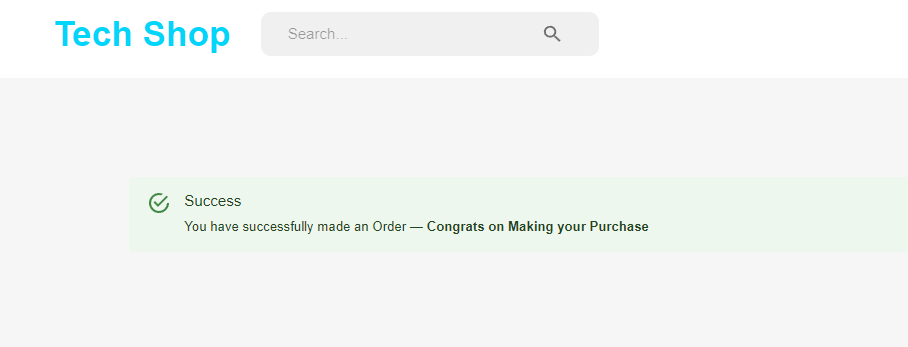 Tech Shop
Search...
Success
You have successfully made an Order — Congrats on Making your Purchase